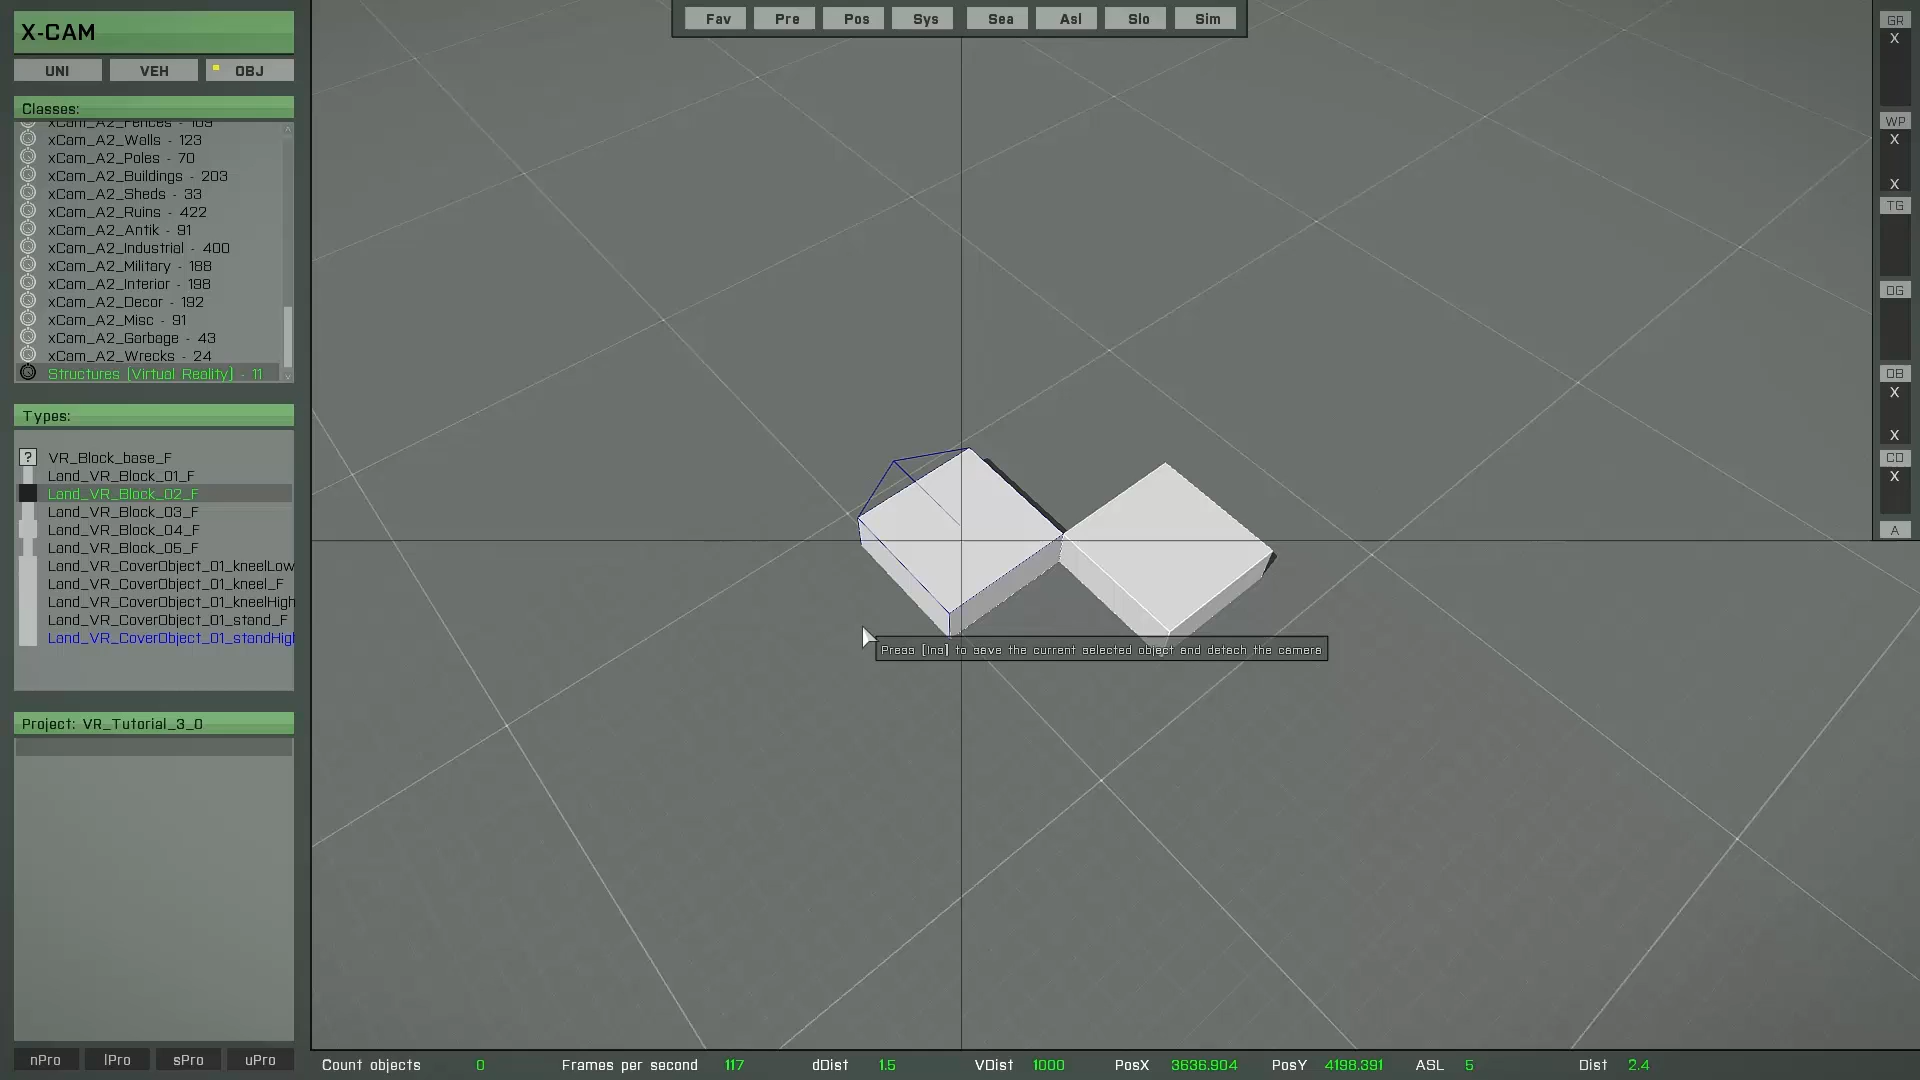 X-CAM
Fav Pre Pos Sys Sea Asl Slo Sim
UNI VEH OBJ
Classes:
xCam_A2_Fences - 109
xCam_A2_Walls - 123
xCam_A2_Poles - 70
xCam_A2_Buildings - 203
xCam_A2_Sheds - 33
xCam_A2_Ruins - 422
xCam_A2_Antik - 91
xCam_A2_Industrial - 400
xCam_A2_Military - 188
xCam_A2_Interior - 198
xCam_A2_Decor - 192
xCam_A2_Misc - 91
xCam_A2_Garbage - 43
xCam_A2_Wrecks - 24
Structures (Virtual Reality) - 11
Types:
? VR_Block_base_F
Land_VR_Block_01_F
Land_VR_Block_02_F
Land_VR_Block_03_F
Land_VR_Block_04_F
Land_VR_Block_05_F
Land_VR_CoverObject_01_kneelLow
Land_VR_CoverObject_01_kneel_F
Land_VR_CoverObject_01_kneelHigh
Land_VR_CoverObject_01_stand_F
Land_VR_CoverObject_01_standHigh
Project: VR_Tutorial_3_0
nPro lPro sPro uPro
Press [Ins] to save the current selected object and detach the camera
GR
X
WP
X
X
TG
OG
OB
X
X
CO
X
A
Count objects 0 Frames per second 117 dDist 1.5 VDist 1000 PosX 3636.904 PosY 4198.391 ASL 5 Dist 2.4